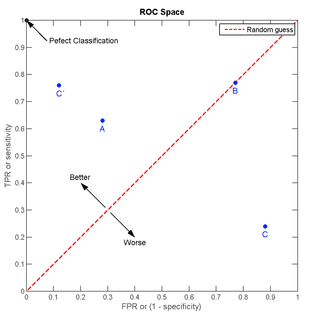 ROC Space
Random guess
Pefect Classification
C'
A
B
Better
Worse
C
TPR or sensitivity
1
0.9
0.8
0.7
0.6
0.5
0.4
0.3
0.2
0.1
0
0 0.1 0.2 0.3 0.4 0.5 0.6 0.7 0.8 0.9 1
FPR or (1 - specificity)